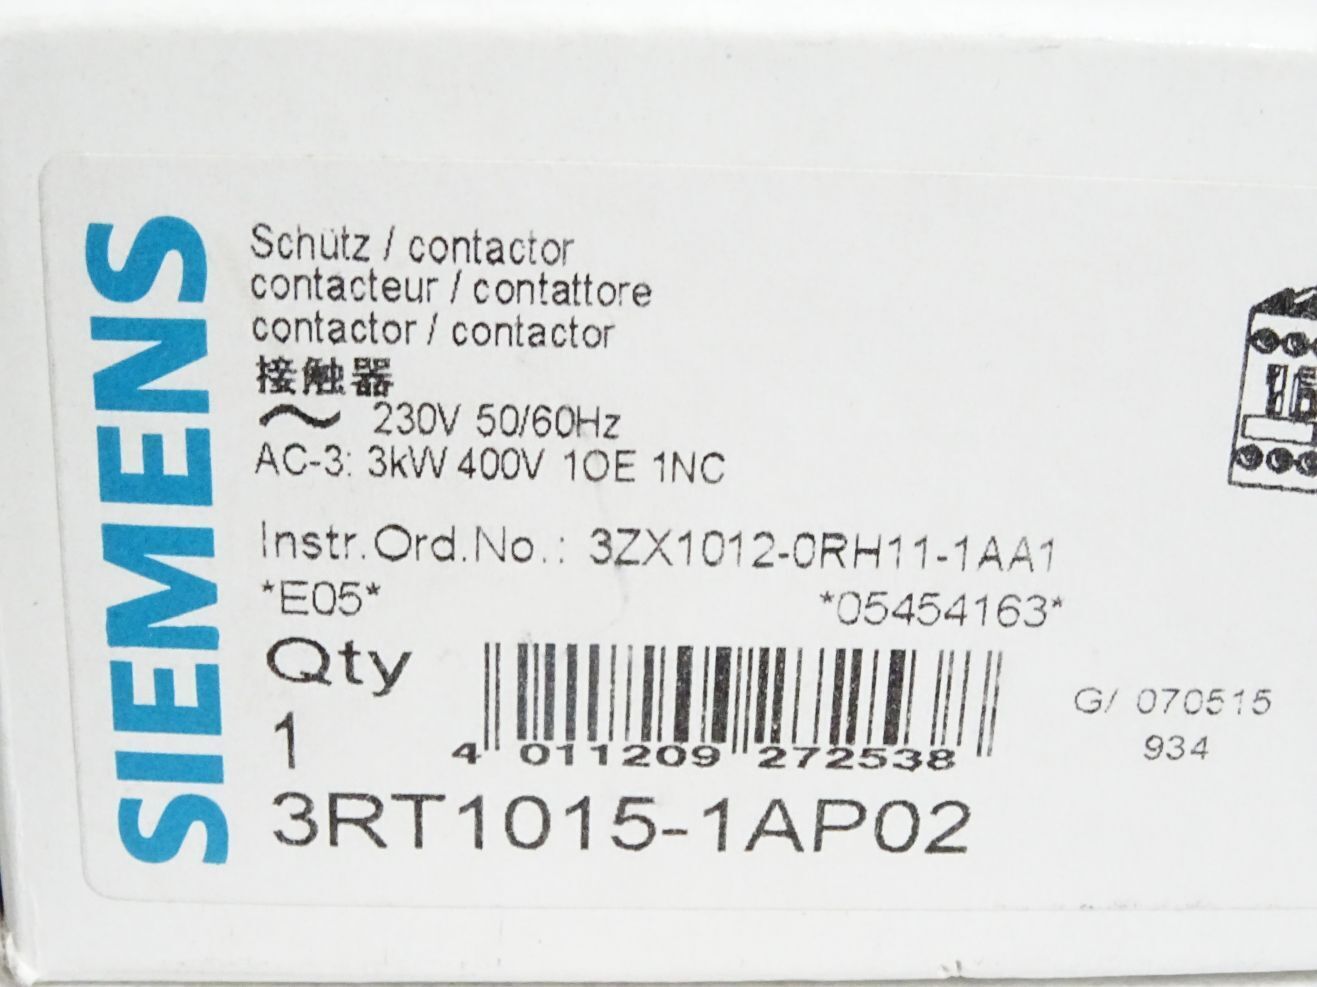 SIEMENS
Schütz / contactor
contacteur / contattore
contactor / contactor
接触器
~ 230V 50/60Hz
AC-3: 3kW 400V 1OE 1NC
Instr.Ord.No.: 3ZX1012-0RH11-1AA1
*E05* *05454163*
Qty
1
4 011209 272538
G/ 070515
934
3RT1015-1AP02
16